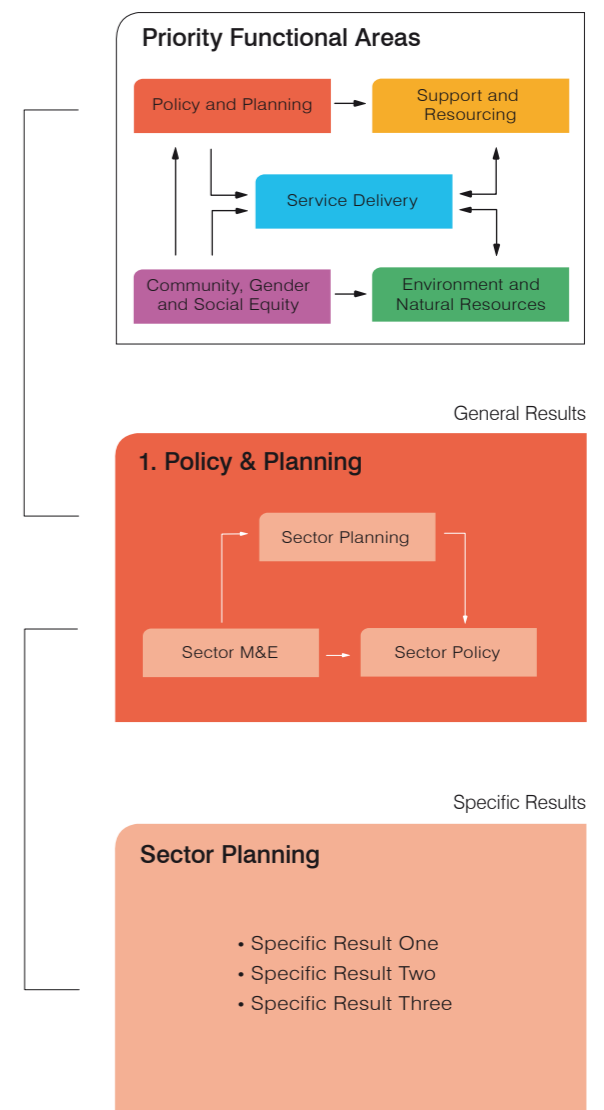 Priority Functional Areas
Policy and Planning
Support and
Resourcing
Service Delivery
Community, Gender
and Social Equity
Environment and
Natural Resources
General Results
1. Policy & Planning
Sector Planning
Sector M&E
Sector Policy
Specific Results
Sector Planning
• Specific Result One
• Specific Result Two
• Specific Result Three